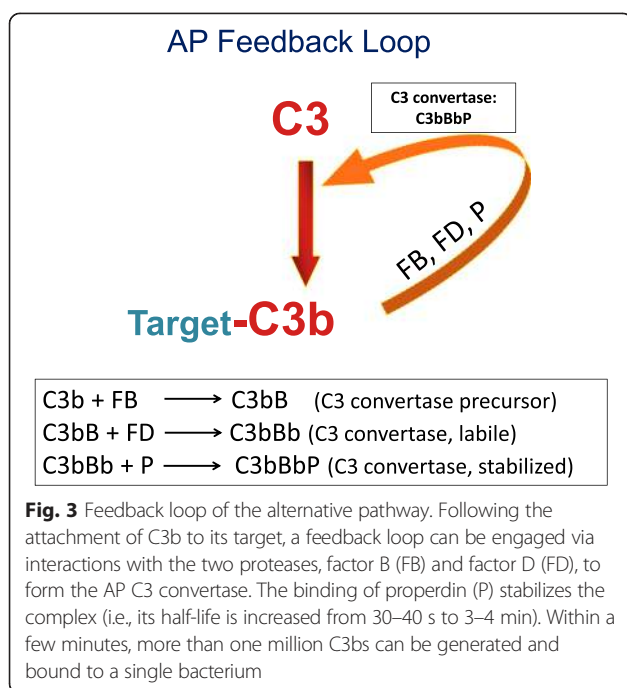 AP Feedback Loop
C3 convertase:
C3bBbP
C3
FB, FD, P
Target-C3b
C3b + FB ⟶ C3bB (C3 convertase precursor)
C3bB + FD ⟶ C3bBb (C3 convertase, labile)
C3bBb + P ⟶ C3bBbP (C3 convertase, stabilized)
Fig. 3 Feedback loop of the alternative pathway. Following the
attachment of C3b to its target, a feedback loop can be engaged via
interactions with the two proteases, factor B (FB) and factor D (FD), to
form the AP C3 convertase. The binding of properdin (P) stabilizes the
complex (i.e., its half-life is increased from 30–40 s to 3–4 min). Within a
few minutes, more than one million C3bs can be generated and
bound to a single bacterium